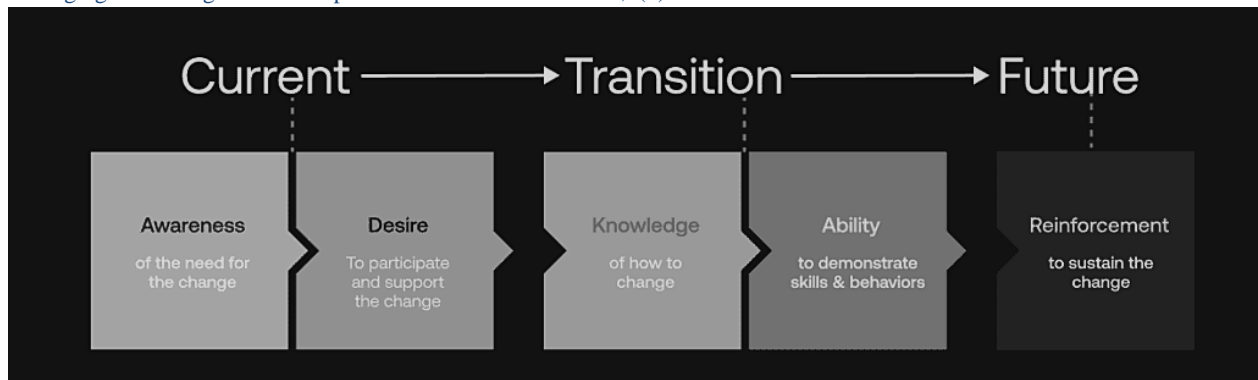 Current
Transition
Future
Awareness
of the need for
the change
Desire
To participate
and support
the change
Knowledge
of how to
change
Ability
to demonstrate
skills & behaviors
Reinforcement
to sustain the
change